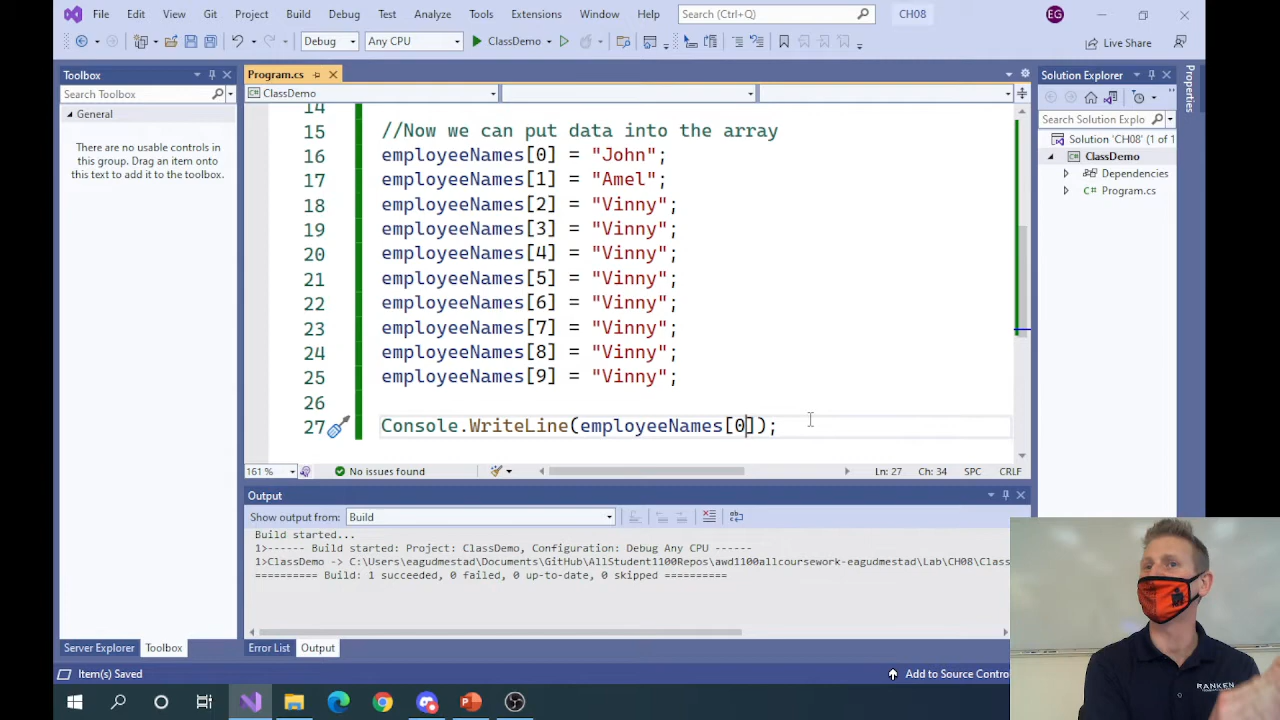 File Edit View Git Project Build Debug Test Analyze Tools Extensions Window Help Search (Ctrl+Q) CH08 EG
Debug Any CPU ClassDemo Live Share
Toolbox
Search Toolbox
General
There are no usable controls in
this group. Drag an item onto
this text to add it to the toolbox.
Server Explorer Toolbox
Program.cs
ClassDemo
14
15 //Now we can put data into the array
16 employeeNames[0] = "John";
17 employeeNames[1] = "Amel";
18 employeeNames[2] = "Vinny";
19 employeeNames[3] = "Vinny";
20 employeeNames[4] = "Vinny";
21 employeeNames[5] = "Vinny";
22 employeeNames[6] = "Vinny";
23 employeeNames[7] = "Vinny";
24 employeeNames[8] = "Vinny";
25 employeeNames[9] = "Vinny";
26
27 Console.WriteLine(employeeNames[0]);
161 % No issues found Ln: 27 Ch: 34 SPC CRLF
Output
Show output from: Build
Build started...
1>------ Build started: Project: ClassDemo, Configuration: Debug Any CPU ------
1>ClassDemo -> C:\Users\eagudmestad\Documents\GitHub\AllStudent1100Repos\awd1100allcoursework-eagudmestad\Lab\CH08\Class
========== Build: 1 succeeded, 0 failed, 0 up-to-date, 0 skipped ==========
Error List Output
Solution Explorer
Search Solution Explo
Solution 'CH08' (1 of 1
ClassDemo
Dependencies
C# Program.cs
Properties
Item(s) Saved Add to Source Contro
RANKEN